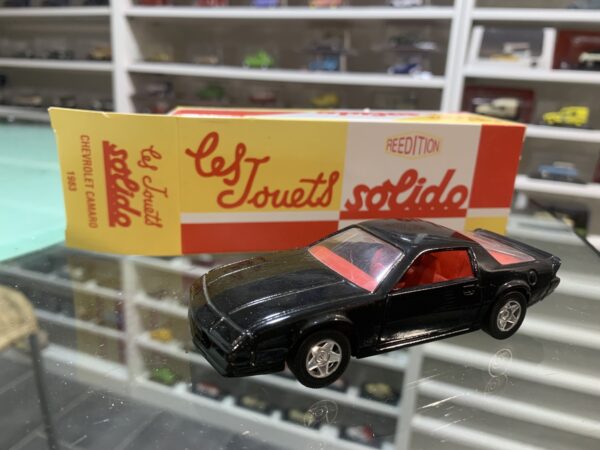 Les Jouets
solido
CHEVROLET CAMARO
1983
Les
Jouets
REEDITION
solido